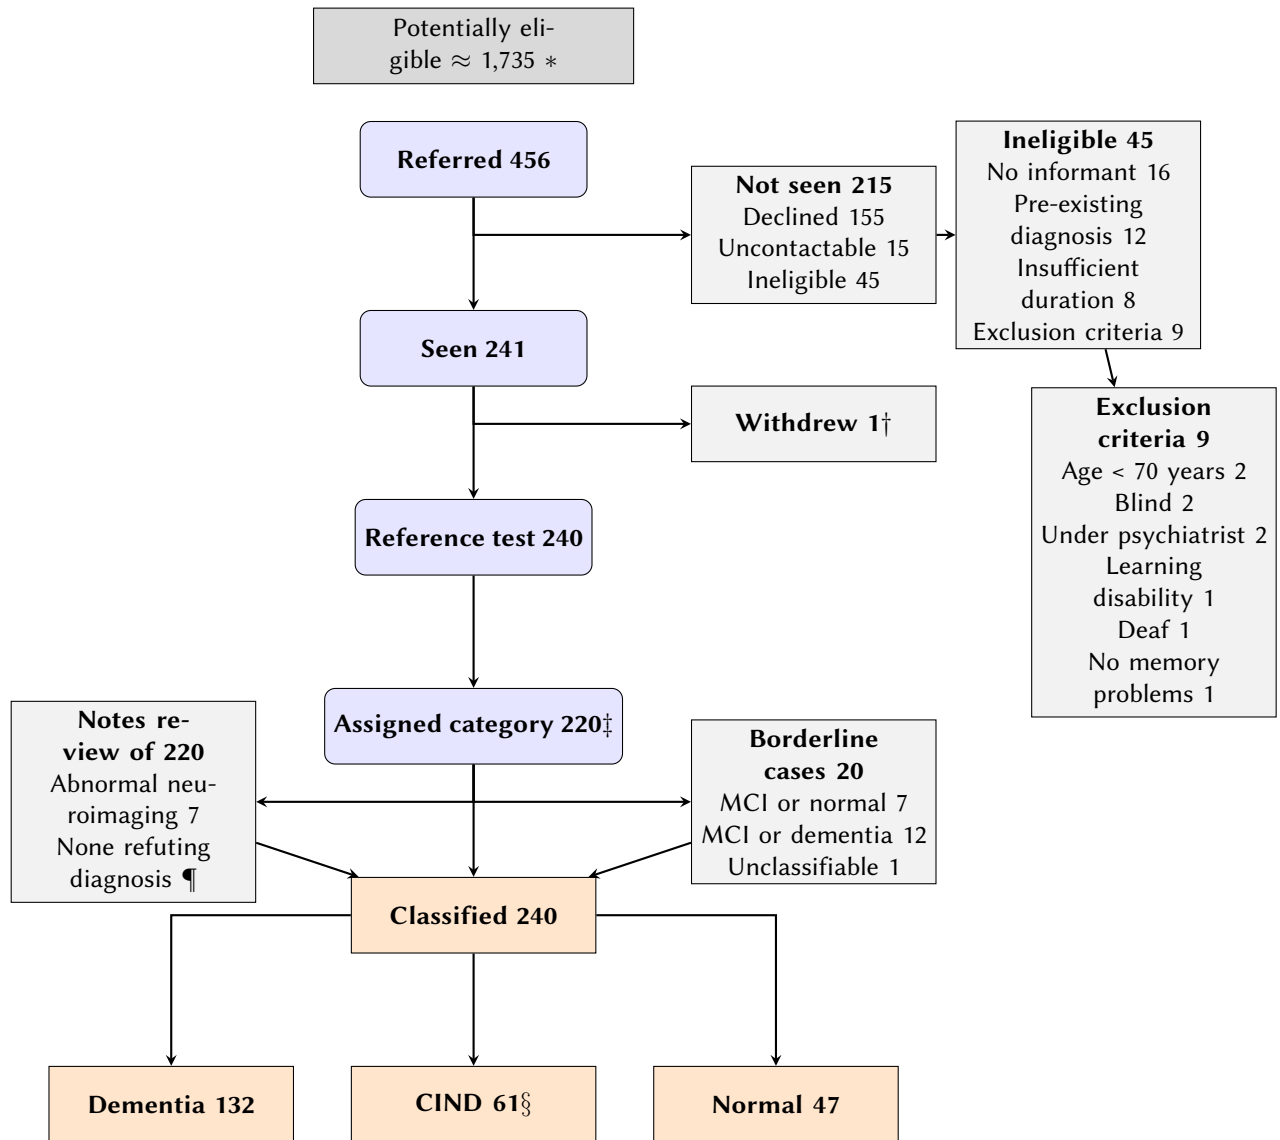 Potentially eli-
gible ≈ 1,735 *
Referred 456
Not seen 215
Declined 155
Uncontactable 15
Ineligible 45
Ineligible 45
No informant 16
Pre-existing
diagnosis 12
Insufficient
duration 8
Exclusion criteria 9
Seen 241
Withdrew 1†
Exclusion
criteria 9
Age < 70 years 2
Blind 2
Under psychiatrist 2
Learning
disability 1
Deaf 1
No memory
problems 1
Reference test 240
Assigned category 220‡
Notes re-
view of 220
Abnormal neu-
roimaging 7
None refuting
diagnosis ¶
Borderline
cases 20
MCI or normal 7
MCI or dementia 12
Unclassifiable 1
Classified 240
Dementia 132
CIND 61§
Normal 47